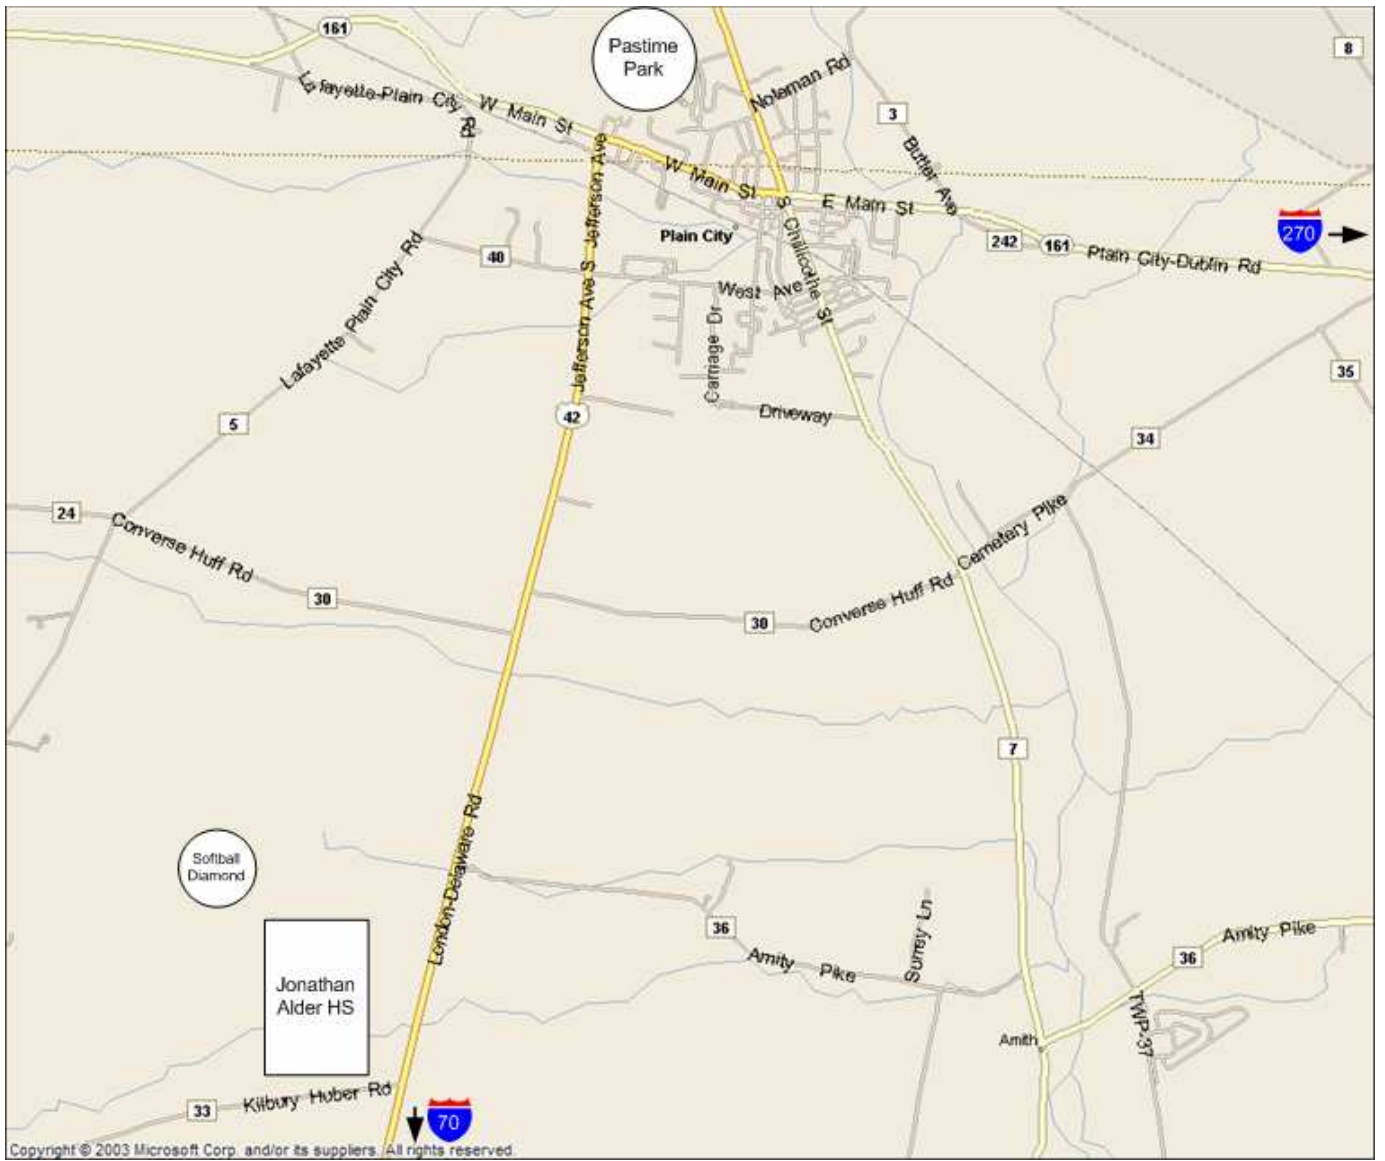 161
Pastime
Park
8
Noteman Rd
Lafayette-Plain City Rd
W Main St
3
Butler Ave
W Main St
E Main St
S Chillicothe St
Plain City
242
161
Plain City-Dublin Rd
270
40
Lafayette Plain City Rd
Jefferson Ave S Jefferson Ave
West Ave
Carriage Dr
Driveway
35
5
42
34
24
Converse Huff Rd
30
Cemetery Pike
30
Converse Huff Rd
7
London-Delaware Rd
Softball
Diamond
36
Amity Pike
Surrey Ln
Amity Pike
36
Jonathan
Alder HS
TWP-37
Amith
33
Kilbury Huber Rd
70
Copyright © 2003 Microsoft Corp. and/or its suppliers. All rights reserved.